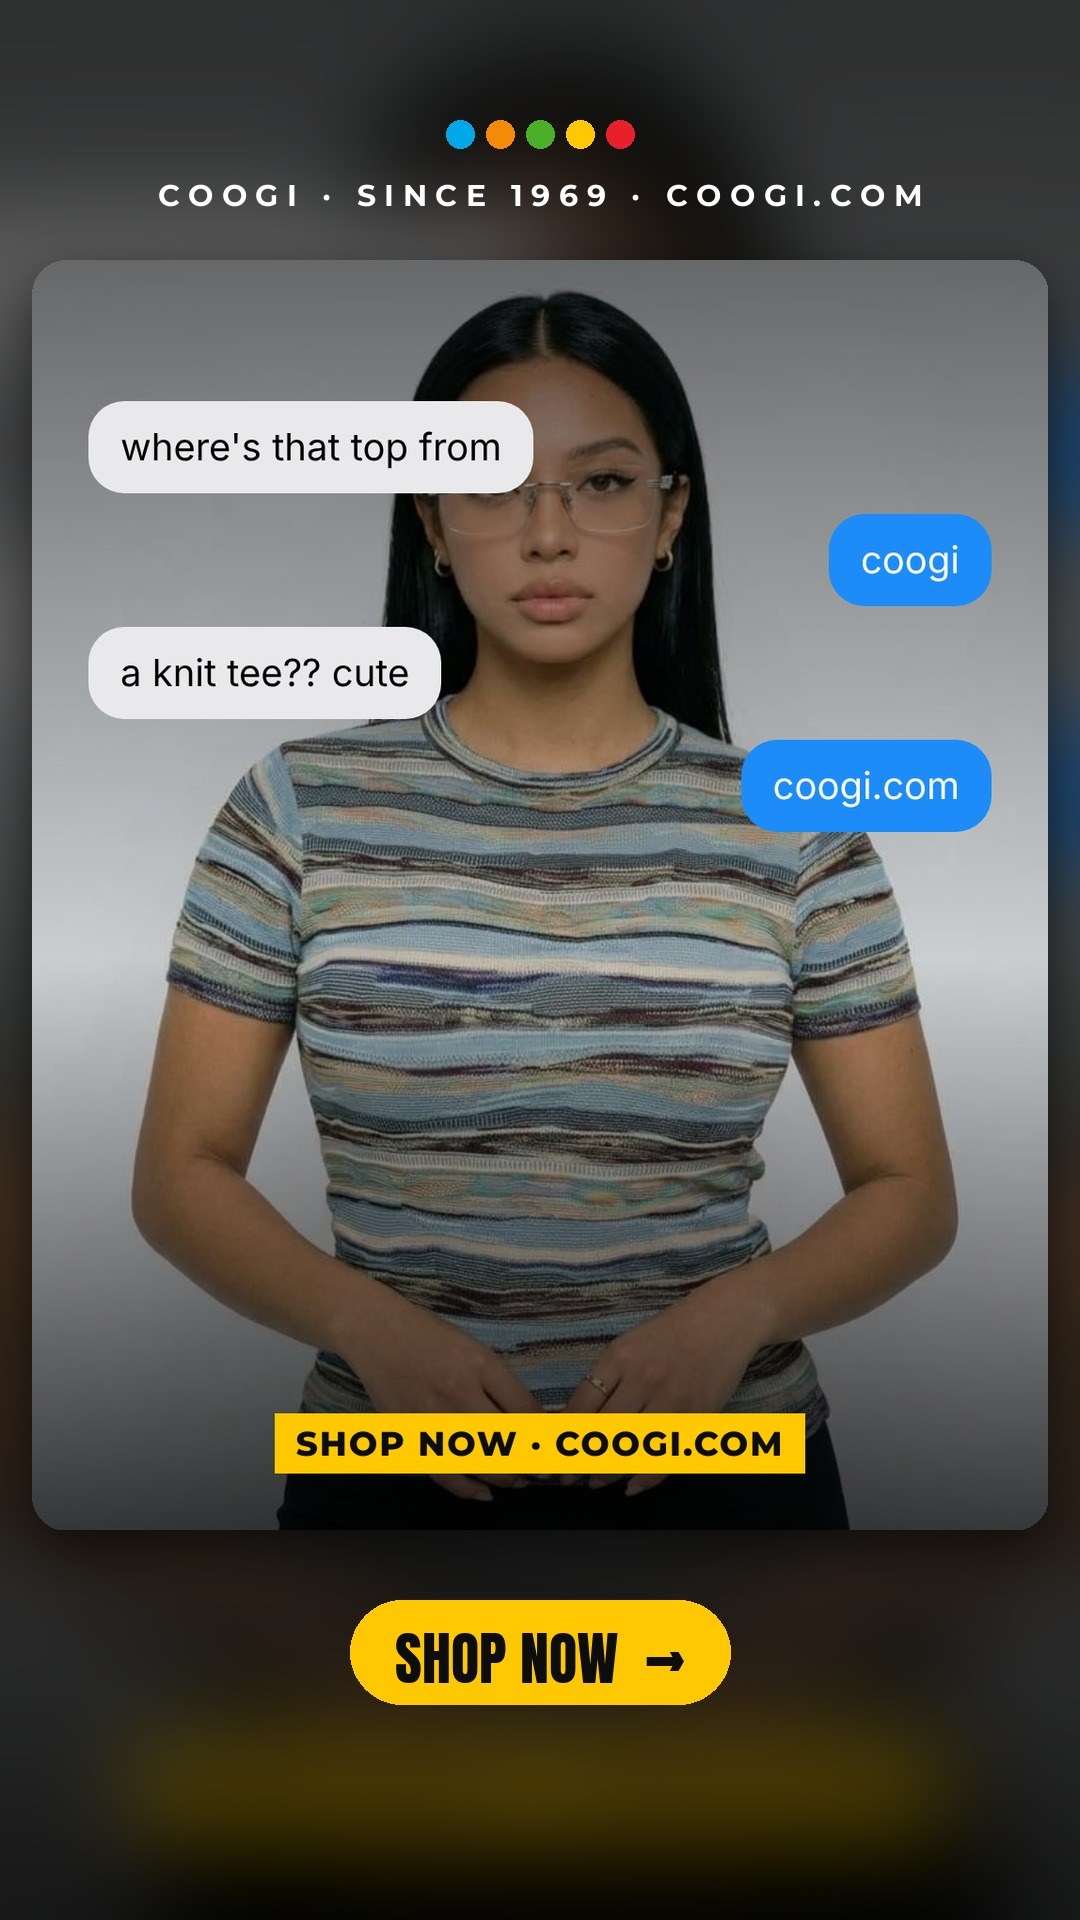 COOGI · SINCE 1969 · COOGI.COM
where's that top from
coogi
a knit tee?? cute
coogi.com
SHOP NOW · COOGI.COM
SHOP NOW →